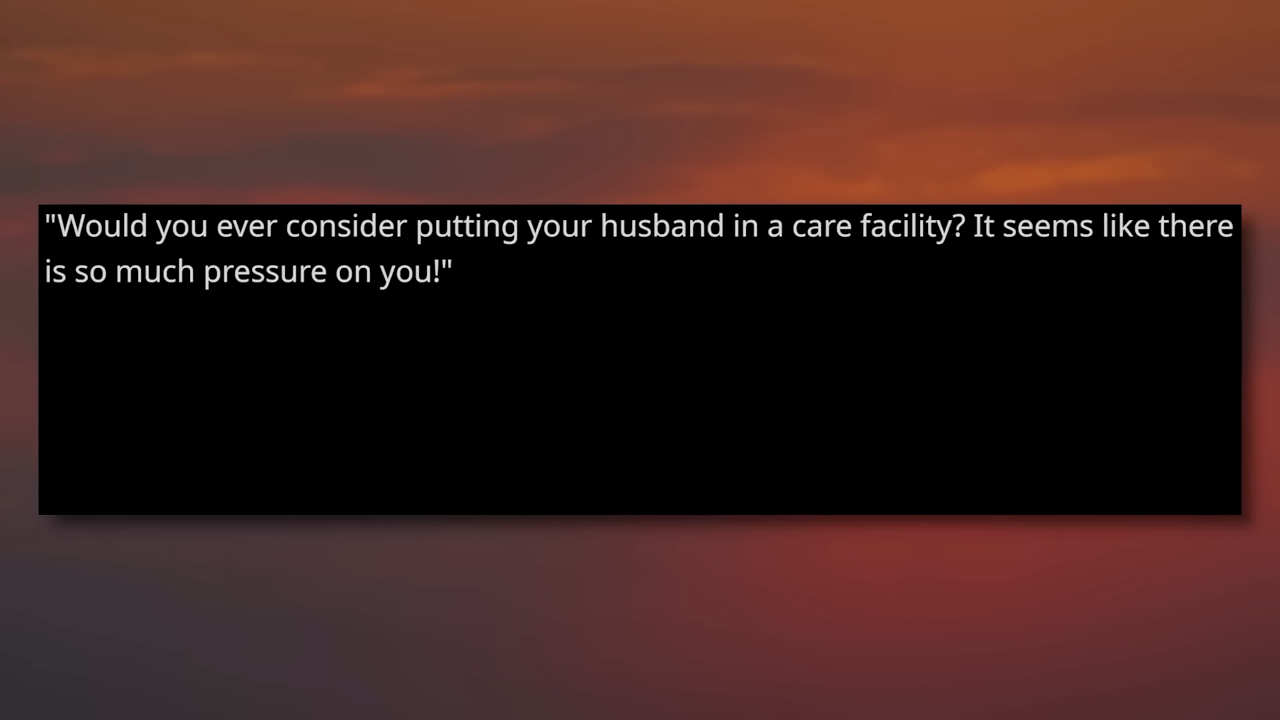 "Would you ever consider putting your husband in a care facility? It seems like there
is so much pressure on you!"